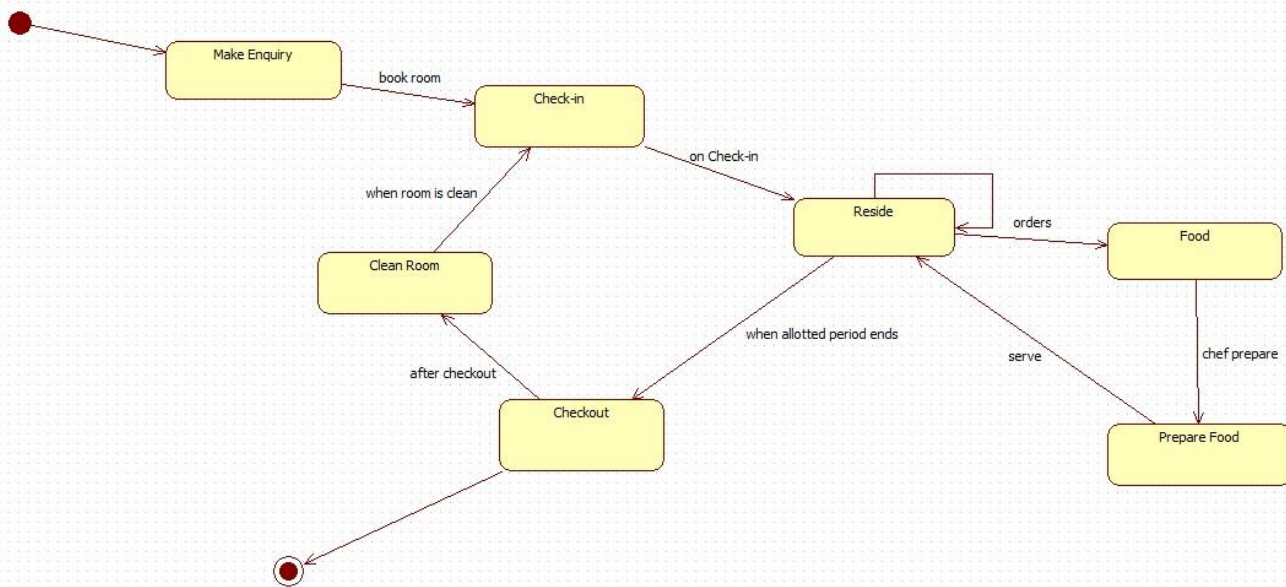 Make Enquiry
book room
Check-in
on Check-in
when room is clean
Reside
orders
Food
Clean Room
when allotted period ends
serve
chef prepare
after checkout
Checkout
Prepare Food